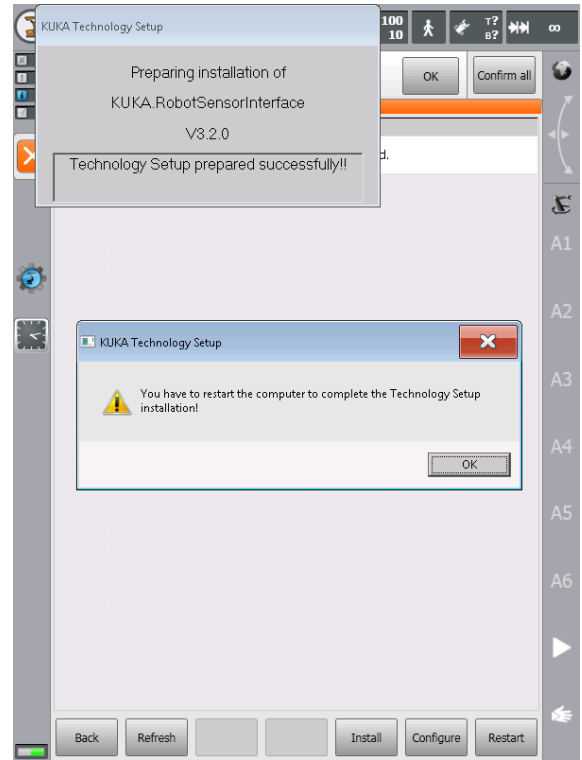 KUKA Technology Setup
100
10
T?
B?
∞
Preparing installation of
KUKA.RobotSensorInterface
V3.2.0
Technology Setup prepared successfully!!
d.
OK
Confirm all
A1
A2
A3
A4
A5
A6
KUKA Technology Setup
You have to restart the computer to complete the Technology Setup
installation!
OK
Back
Refresh
Install
Configure
Restart